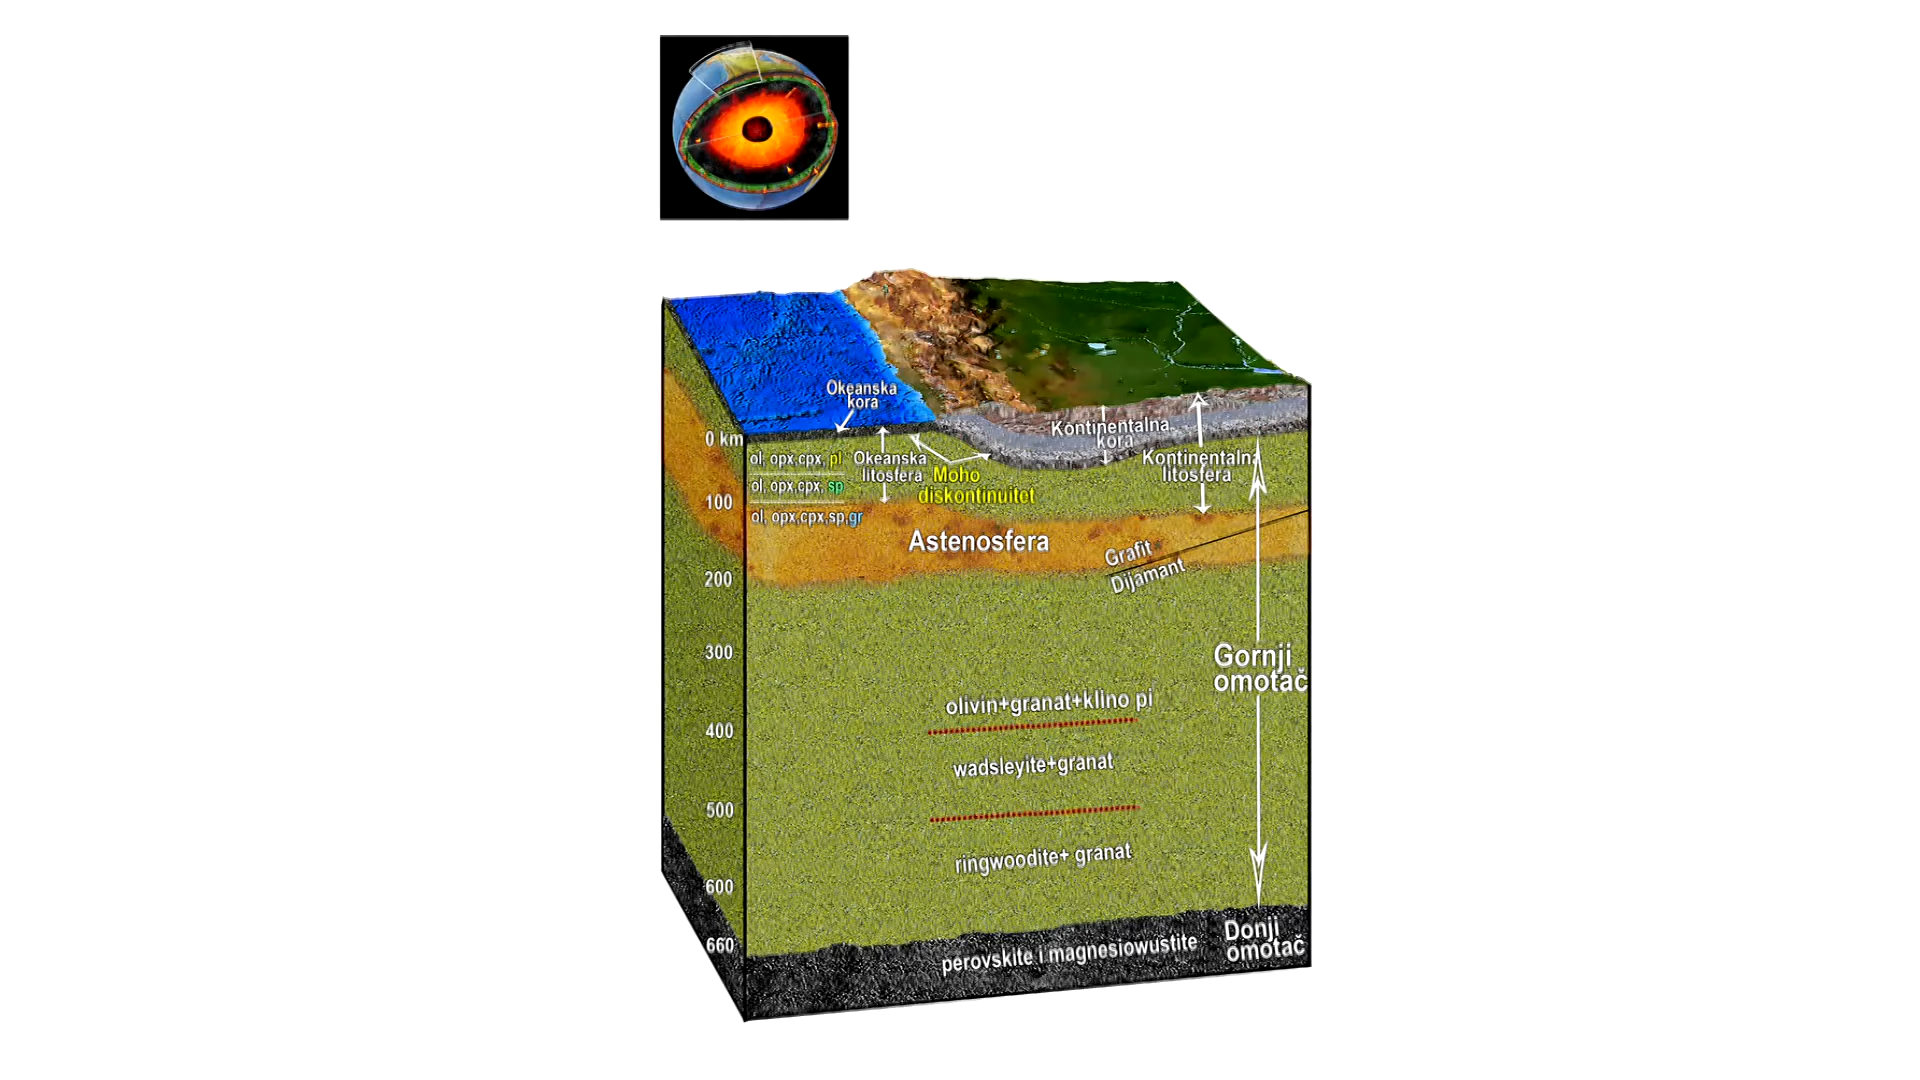 Okeanska
kora
0 km
ol, opx,cpx, pl
ol, opx,cpx, sp
ol, opx,cpx,sp,gr
Okeanska
litosfera
Moho
diskontinuitet
Kontinentalna
kora
Kontinentalna
litosfera
100
Astenosfera
Grafit
Dijamant
200
300
Gornji
omotač
olivin+granat+klino pi
400
wadsleyite+granat
500
ringwoodite+ granat
600
660
perovskite i magnesiowustite
Donji
omotač